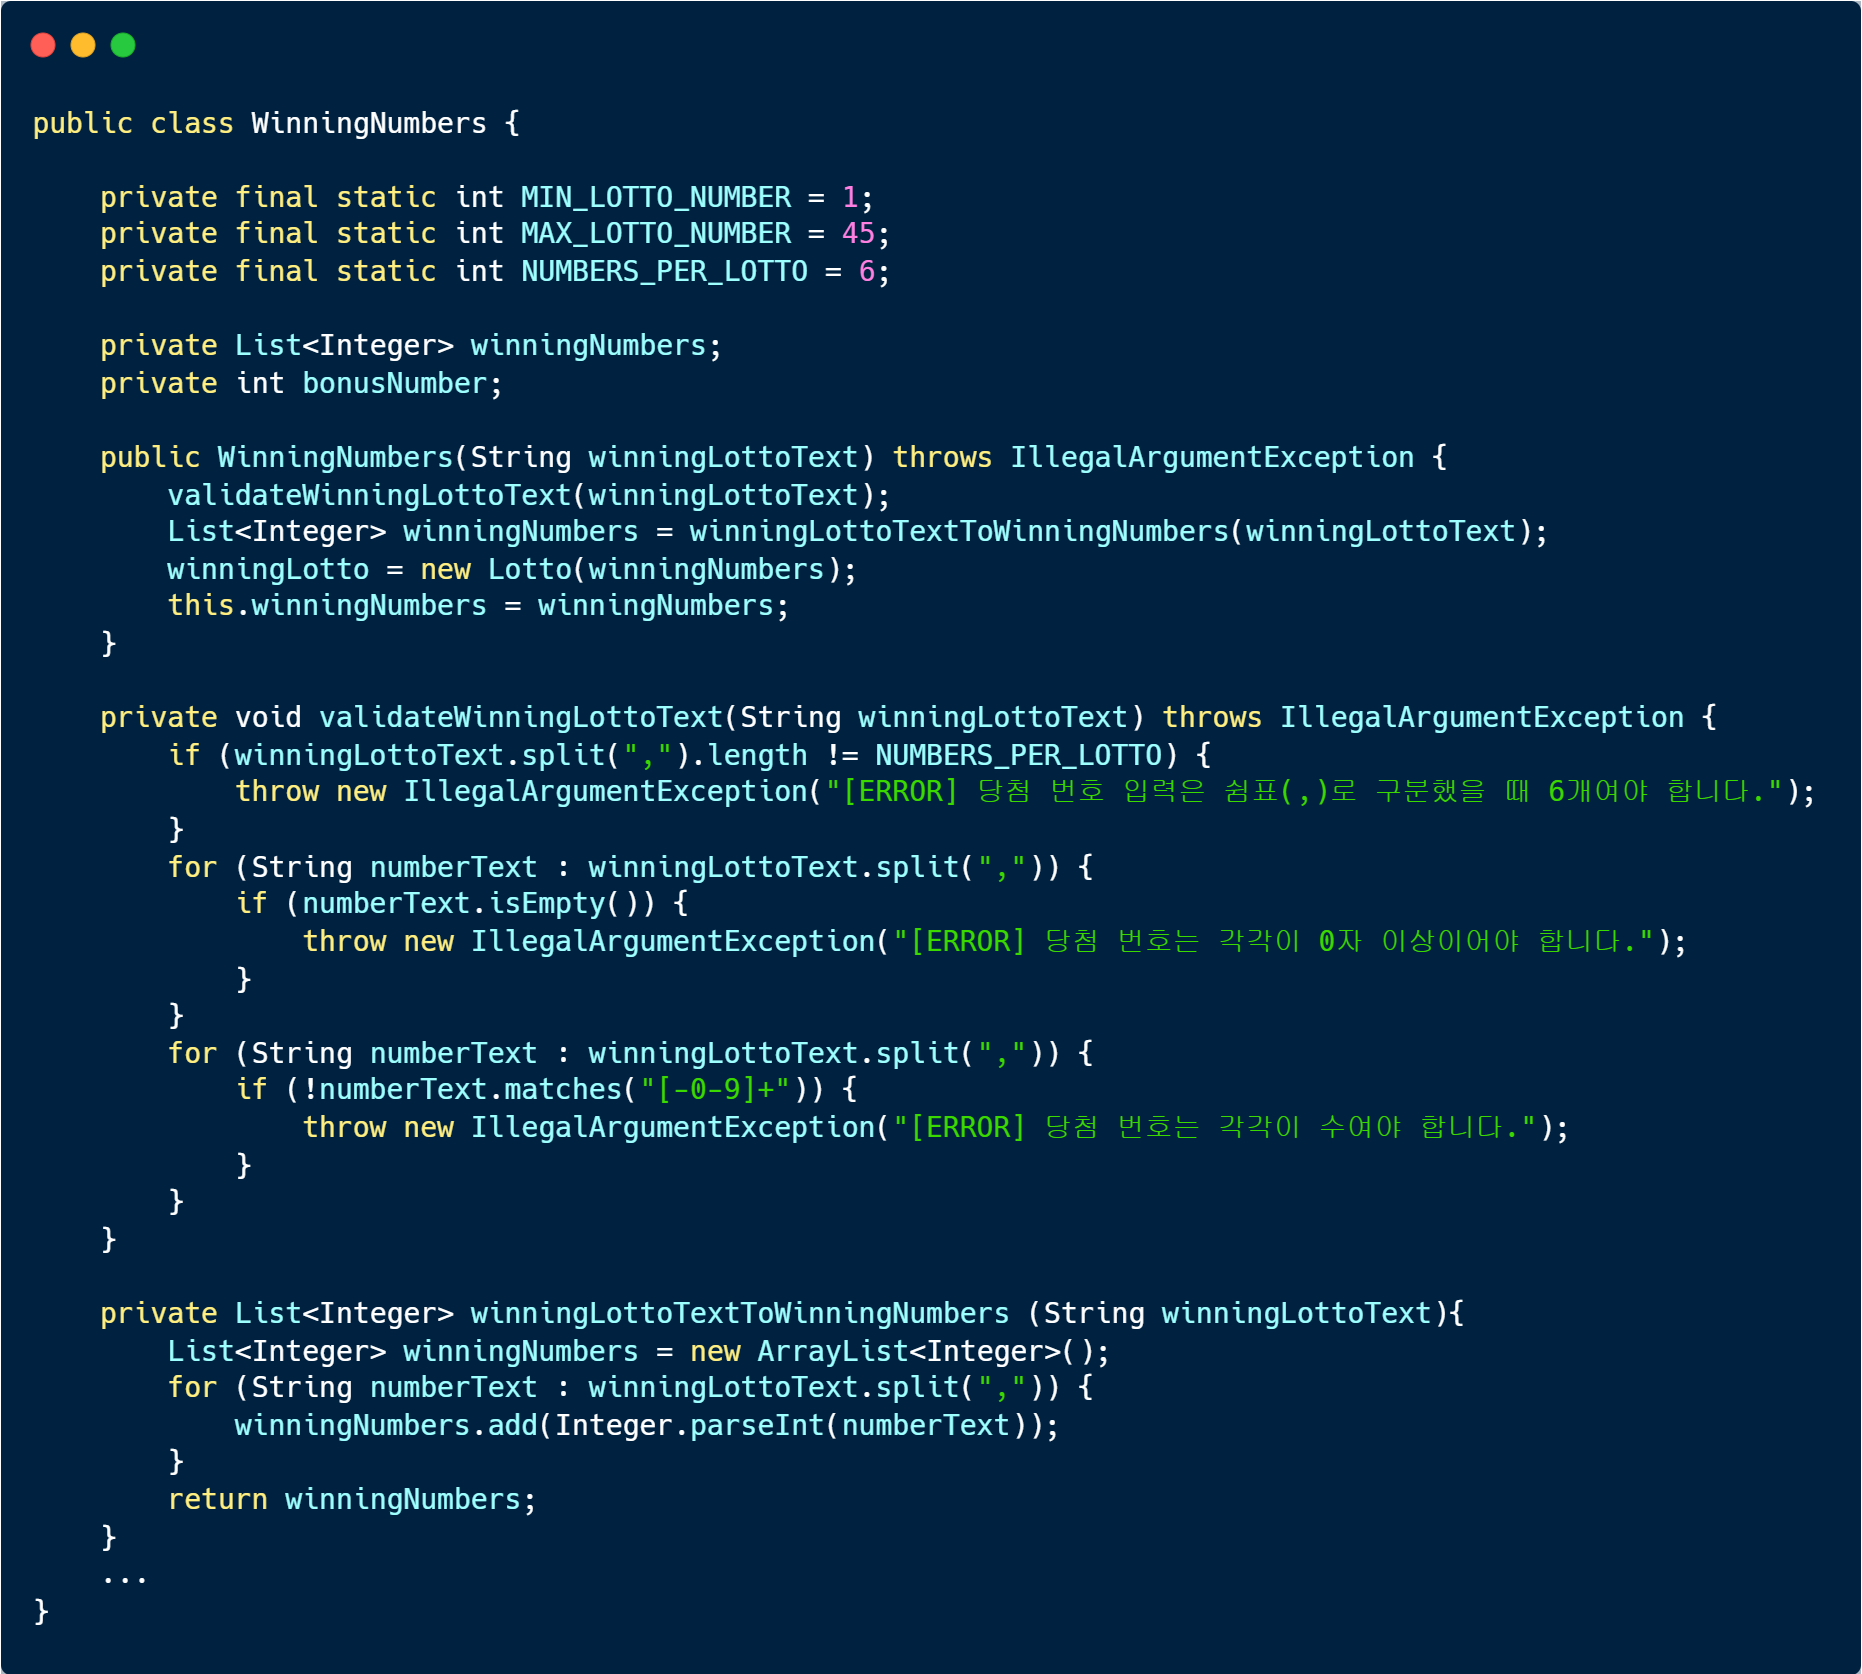 public class WinningNumbers {

    private final static int MIN_LOTTO_NUMBER = 1;
    private final static int MAX_LOTTO_NUMBER = 45;
    private final static int NUMBERS_PER_LOTTO = 6;

    private List<Integer> winningNumbers;
    private int bonusNumber;

    public WinningNumbers(String winningLottoText) throws IllegalArgumentException {
        validateWinningLottoText(winningLottoText);
        List<Integer> winningNumbers = winningLottoTextToWinningNumbers(winningLottoText);
        winningLotto = new Lotto(winningNumbers);
        this.winningNumbers = winningNumbers;
    }

    private void validateWinningLottoText(String winningLottoText) throws IllegalArgumentException {
        if (winningLottoText.split(",").length != NUMBERS_PER_LOTTO) {
            throw new IllegalArgumentException("[ERROR] 당첨 번호 입력은 쉼표(,)로 구분했을 때 6개여야 합니다.");
        }
        for (String numberText : winningLottoText.split(",")) {
            if (numberText.isEmpty()) {
                throw new IllegalArgumentException("[ERROR] 당첨 번호는 각각이 0자 이상이어야 합니다.");
            }
        }
        for (String numberText : winningLottoText.split(",")) {
            if (!numberText.matches("[-0-9]+")) {
                throw new IllegalArgumentException("[ERROR] 당첨 번호는 각각이 수여야 합니다.");
            }
        }
    }

    private List<Integer> winningLottoTextToWinningNumbers (String winningLottoText){
        List<Integer> winningNumbers = new ArrayList<Integer>();
        for (String numberText : winningLottoText.split(",")) {
            winningNumbers.add(Integer.parseInt(numberText));
        }
        return winningNumbers;
    }
    ...
}